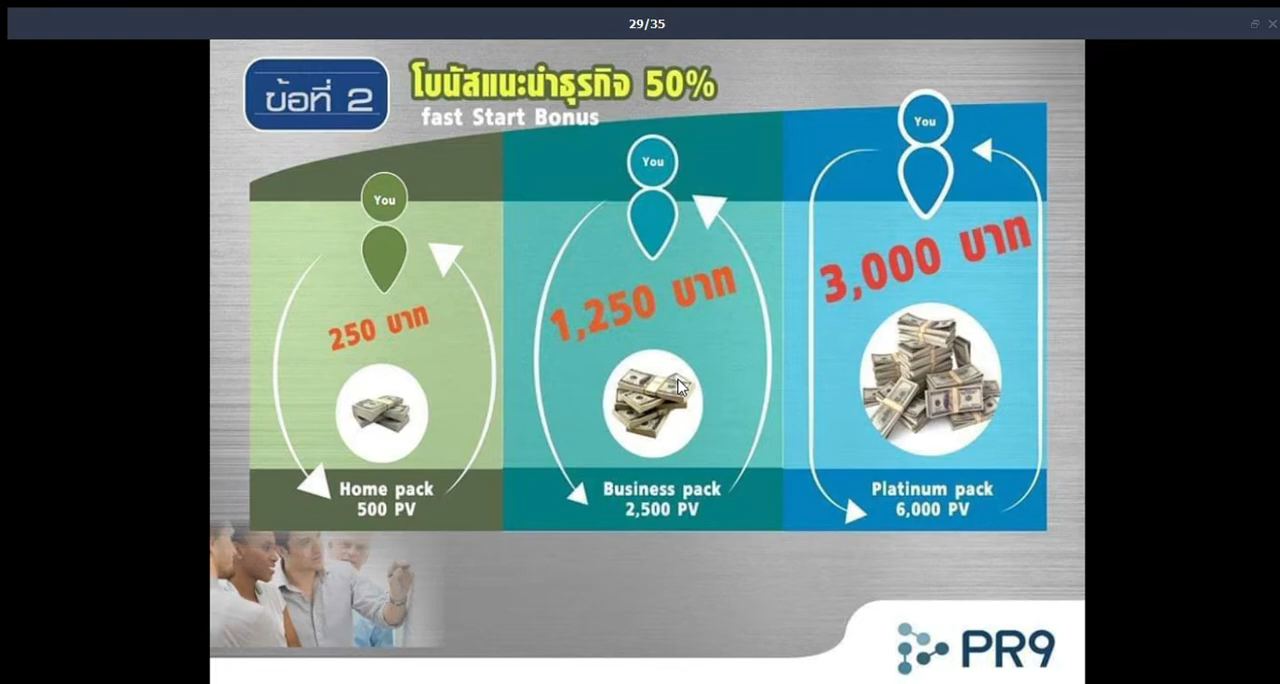 29/35
ข้อที่ 2
โบนัสแนะนำธุรกิจ 50%
fast Start Bonus
You
You
You
250 บาท
1,250 บาท
3,000 บาท
Home pack
500 PV
Business pack
2,500 PV
Platinum pack
6,000 PV
PR9